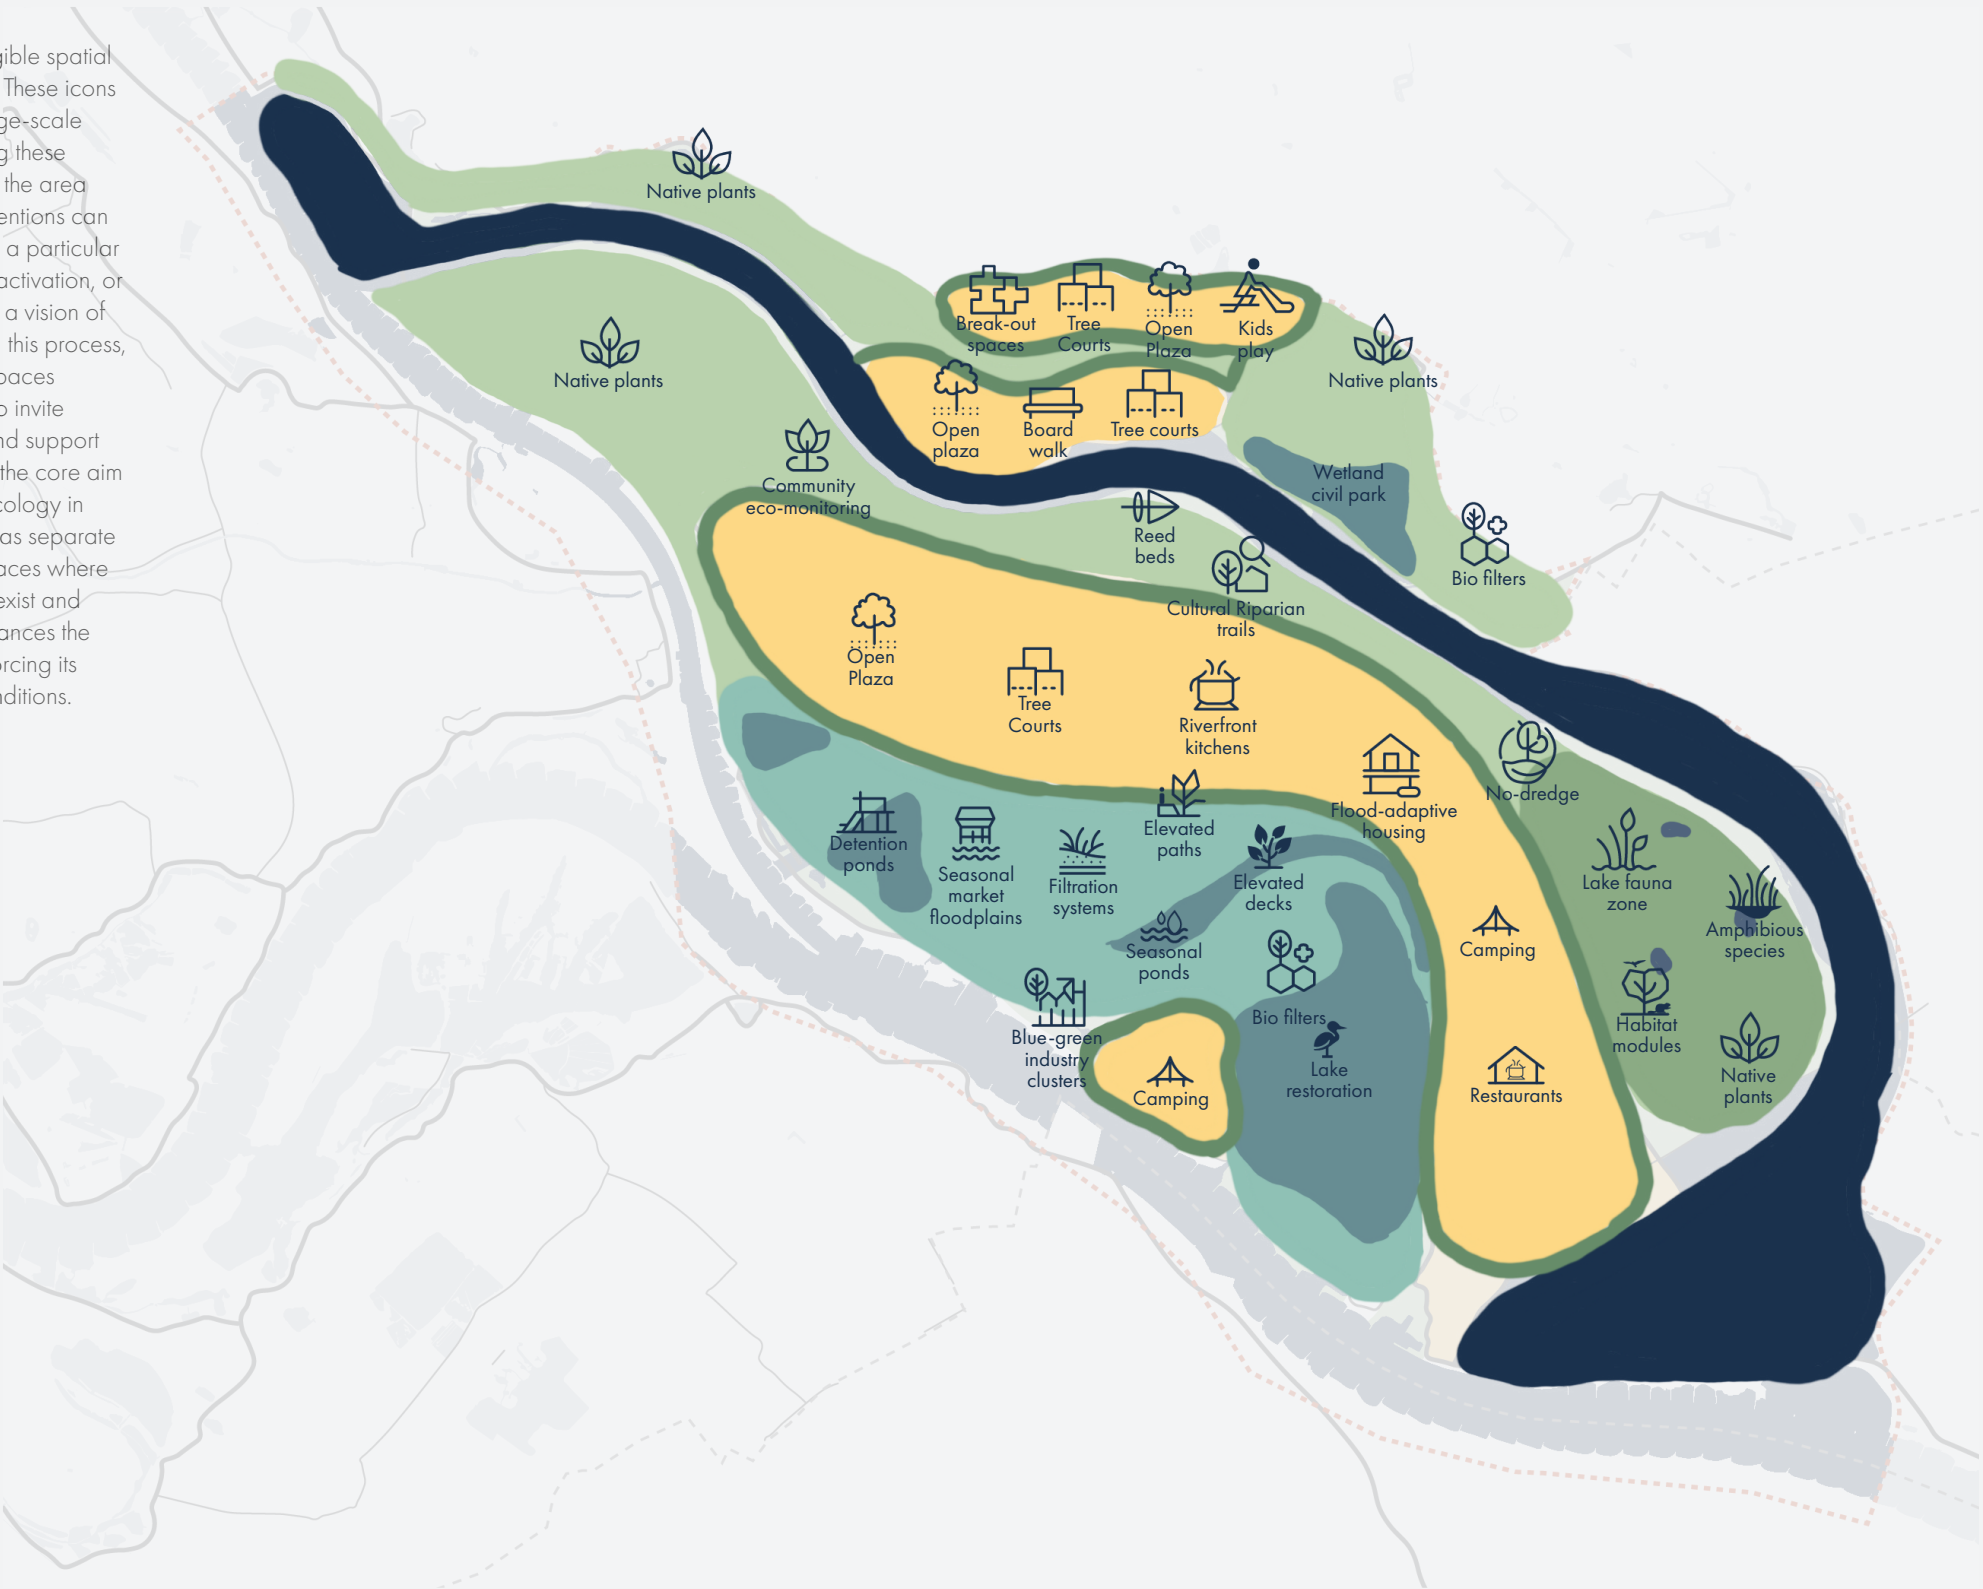 gible spatial
These icons
ge-scale
g these
the area
entions can
a particular
activation, or
a vision of
this process,
paces
o invite
nd support
the core aim
cology in
as separate
aces where
exist and
ances the
orcing its
nditions.
Native plants
Native plants
Break-out
spaces
Tree
Courts
Open
Plaza
Kids
play
Native plants
Open
plaza
Board
walk
Tree courts
Wetland
civil park
Community
eco-monitoring
Reed
beds
Bio filters
Cultural Riparian
trails
Open
Plaza
Tree
Courts
Riverfront
kitchens
Flood-adaptive
housing
No-dredge
Detention
ponds
Seasonal
market
floodplains
Filtration
systems
Elevated
paths
Elevated
decks
Lake fauna
zone
Amphibious
species
Camping
Seasonal
ponds
Bio filters
Blue-green
industry
clusters
Habitat
modules
Lake
restoration
Camping
Restaurants
Native
plants